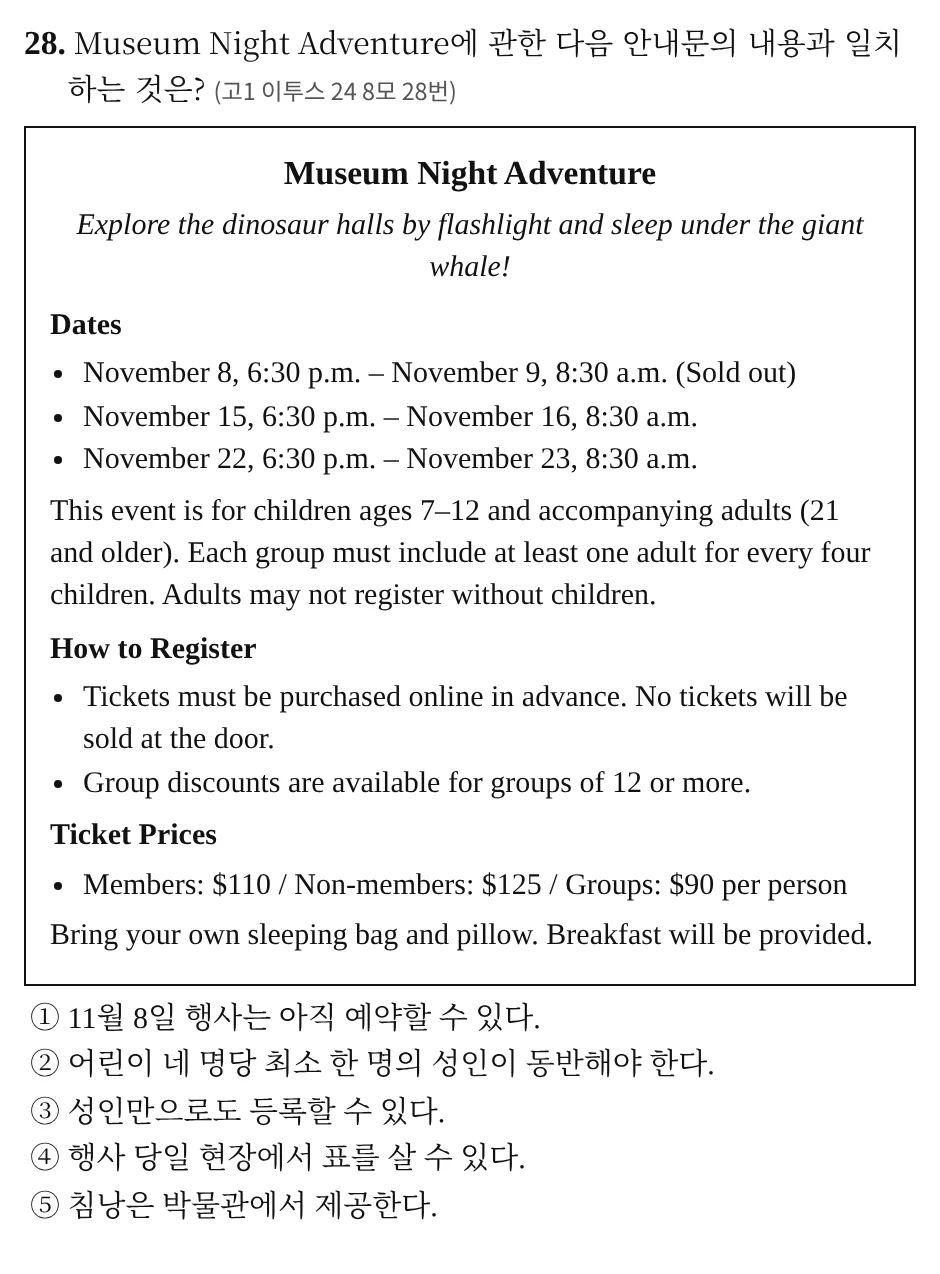 28. Museum Night Adventure에 관한 다음 안내문의 내용과 일치
하는 것은? (고1 이투스 24 8모 28번)
Museum Night Adventure
Explore the dinosaur halls by flashlight and sleep under the giant
whale!
Dates
• November 8, 6:30 p.m. – November 9, 8:30 a.m. (Sold out)
• November 15, 6:30 p.m. – November 16, 8:30 a.m.
• November 22, 6:30 p.m. – November 23, 8:30 a.m.
This event is for children ages 7–12 and accompanying adults (21
and older). Each group must include at least one adult for every four
children. Adults may not register without children.
How to Register
• Tickets must be purchased online in advance. No tickets will be
sold at the door.
• Group discounts are available for groups of 12 or more.
Ticket Prices
• Members: $110 / Non-members: $125 / Groups: $90 per person
Bring your own sleeping bag and pillow. Breakfast will be provided.
① 11월 8일 행사는 아직 예약할 수 있다.
② 어린이 네 명당 최소 한 명의 성인이 동반해야 한다.
③ 성인만으로도 등록할 수 있다.
④ 행사 당일 현장에서 표를 살 수 있다.
⑤ 침낭은 박물관에서 제공한다.